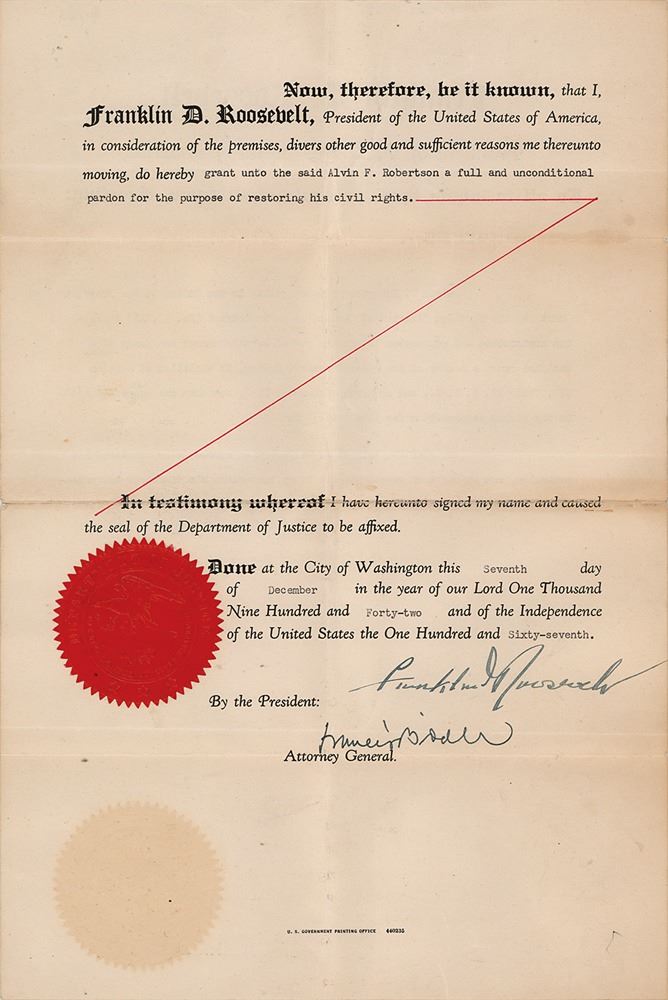 Now, therefore, be it known, that I,
Franklin D. Roosevelt, President of the United States of America,
in consideration of the premises, divers other good and sufficient reasons me thereunto
moving, do hereby grant unto the said Alvin F. Robertson a full and unconditional
pardon for the purpose of restoring his civil rights.
In testimony whereof I have hereunto signed my name and caused
the seal of the Department of Justice to be affixed.
Done at the City of Washington this Seventh day
of December in the year of our Lord One Thousand
Nine Hundred and Forty-two and of the Independence
of the United States the One Hundred and Sixty-seventh.
Franklin D Roosevelt
By the President:
Francis Biddle
Attorney General.
U. S. GOVERNMENT PRINTING OFFICE 440235